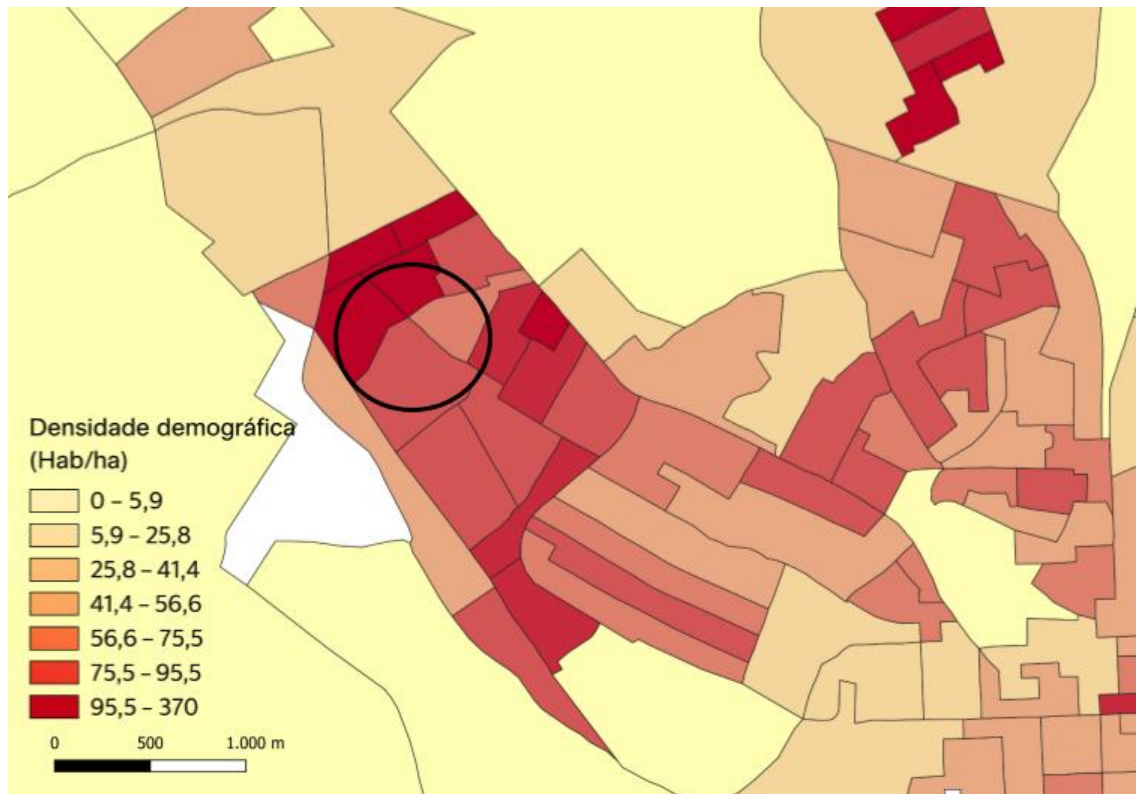 Densidade demográfica
(Hab/ha)
0 – 5,9
5,9 – 25,8
25,8 – 41,4
41,4 – 56,6
56,6 – 75,5
75,5 – 95,5
95,5 – 370
0 500 1.000 m